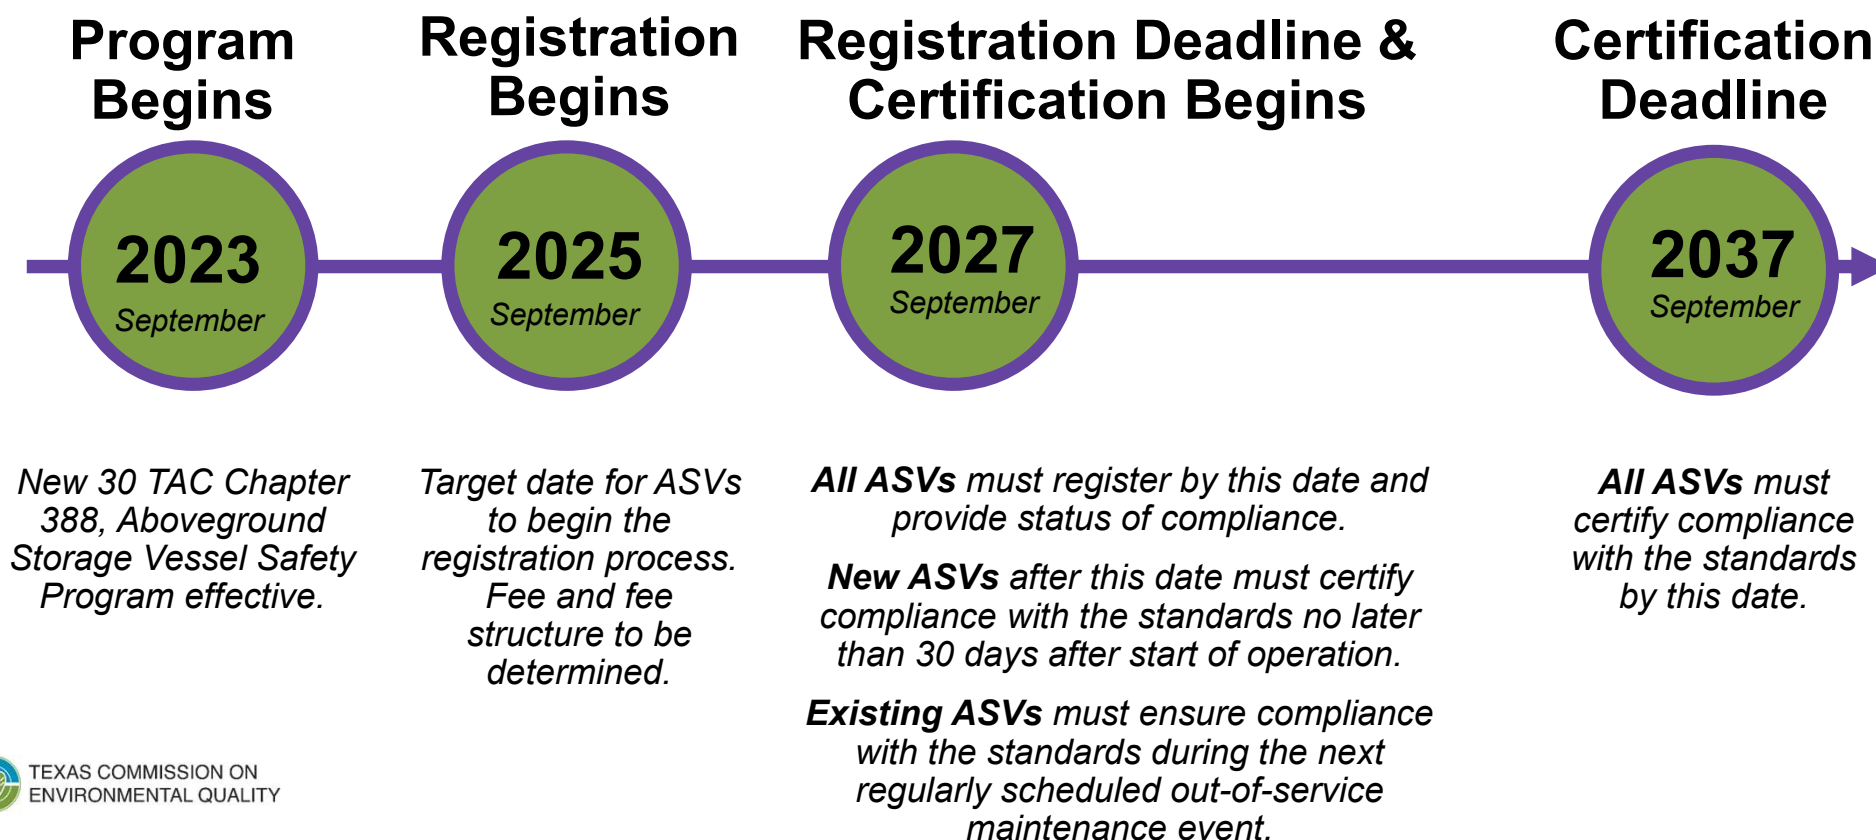 Program
Begins
Registration
Begins
Registration Deadline &
Certification Begins
Certification
Deadline
2023
September
2025
September
2027
September
2037
September
New 30 TAC Chapter
388, Aboveground
Storage Vessel Safety
Program effective.
Target date for ASVs
to begin the
registration process.
Fee and fee
structure to be
determined.
All ASVs must register by this date and
provide status of compliance.
New ASVs after this date must certify
compliance with the standards no later
than 30 days after start of operation.
Existing ASVs must ensure compliance
with the standards during the next
regularly scheduled out-of-service
maintenance event.
All ASVs must
certify compliance
with the standards
by this date.
TEXAS COMMISSION ON
ENVIRONMENTAL QUALITY